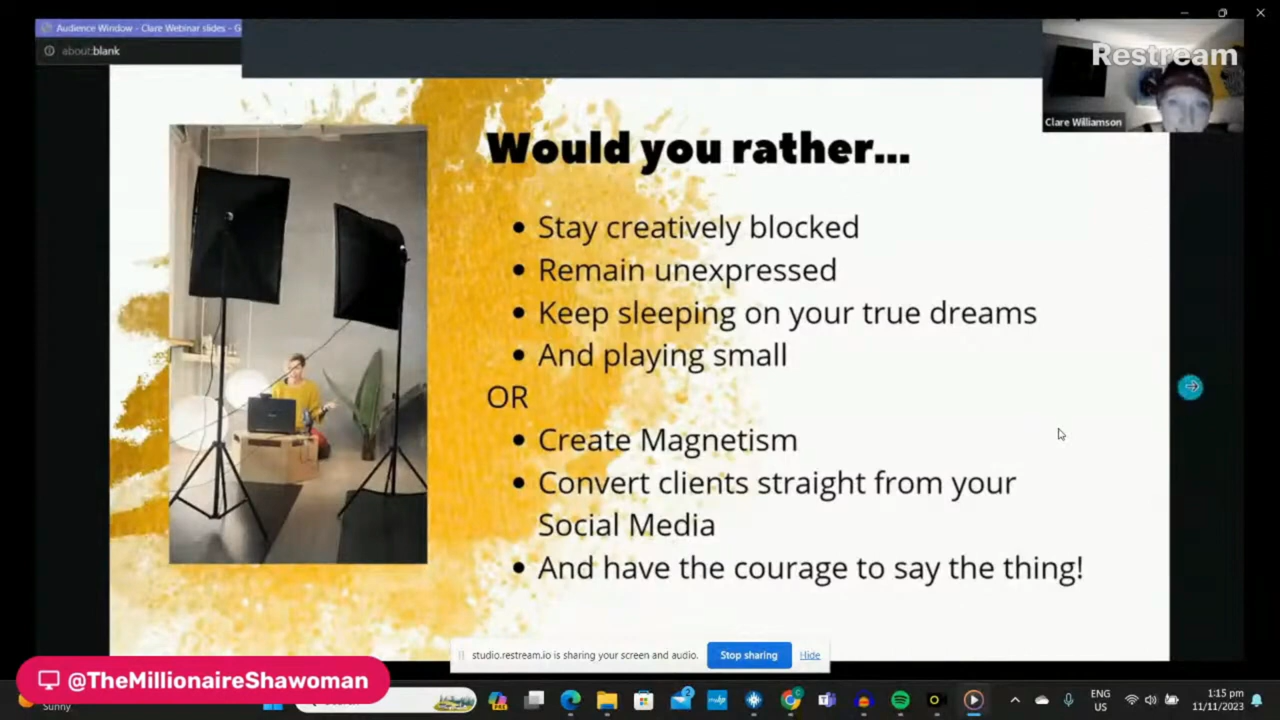 Audience Window - Clare Webinar slides - G
about:blank
Restream
Clare Williamson
Would you rather...
Stay creatively blocked
Remain unexpressed
Keep sleeping on your true dreams
And playing small
OR
Create Magnetism
Convert clients straight from your
Social Media
And have the courage to say the thing!
studio.restream.io is sharing your screen and audio.
Stop sharing
Hide
@TheMillionaireShawoman
Sunny
2
ENG
US
1:15 pm
11/11/2023